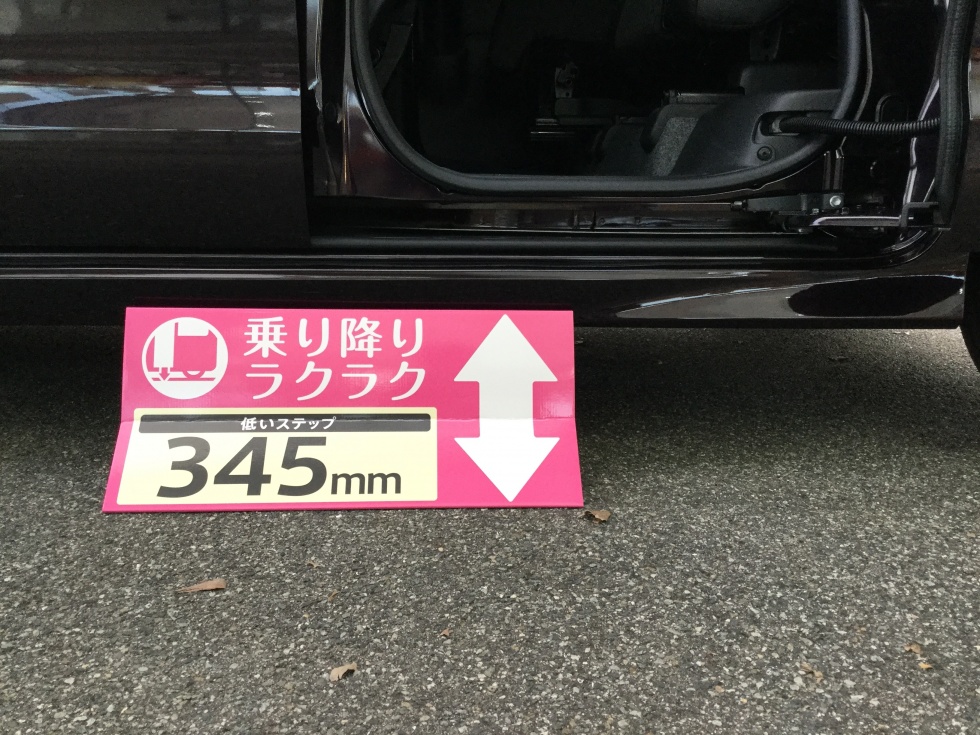 乗り降り
ラクラク
低いステップ
345mm